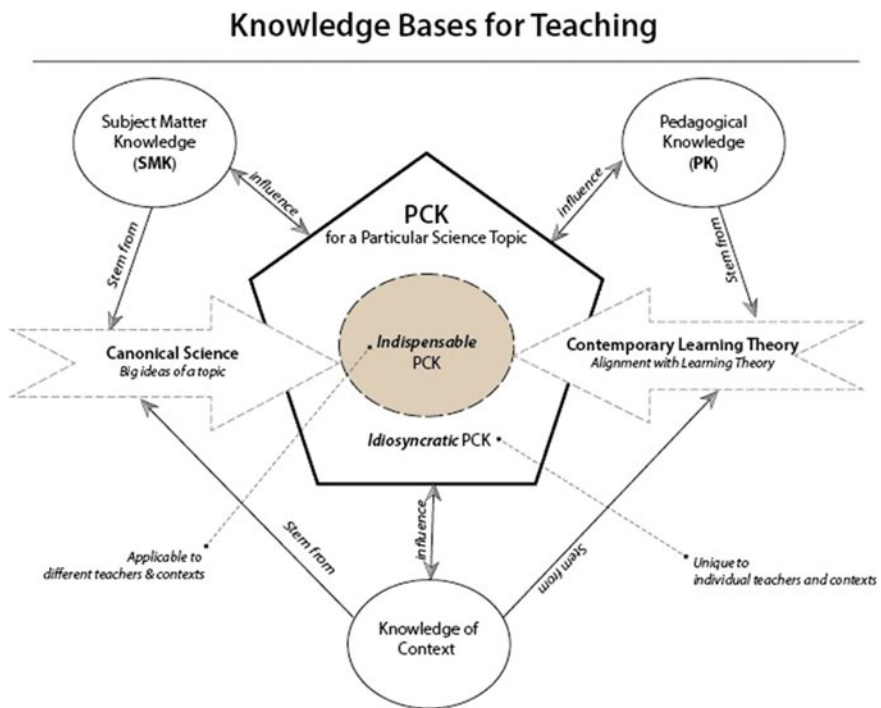 Knowledge Bases for Teaching
Subject Matter
Knowledge
(SMK)
Pedagogical
Knowledge
(PK)
influence
influence
PCK
for a Particular Science Topic
Stem from
Stem from
Indispensable
PCK
Canonical Science
Big ideas of a topic
Contemporary Learning Theory
Alignment with Learning Theory
Idiosyncratic PCK
Stem from
influence
Stem from
Applicable to
different teachers & contexts
Unique to
individual teachers and contexts
Knowledge of
Context